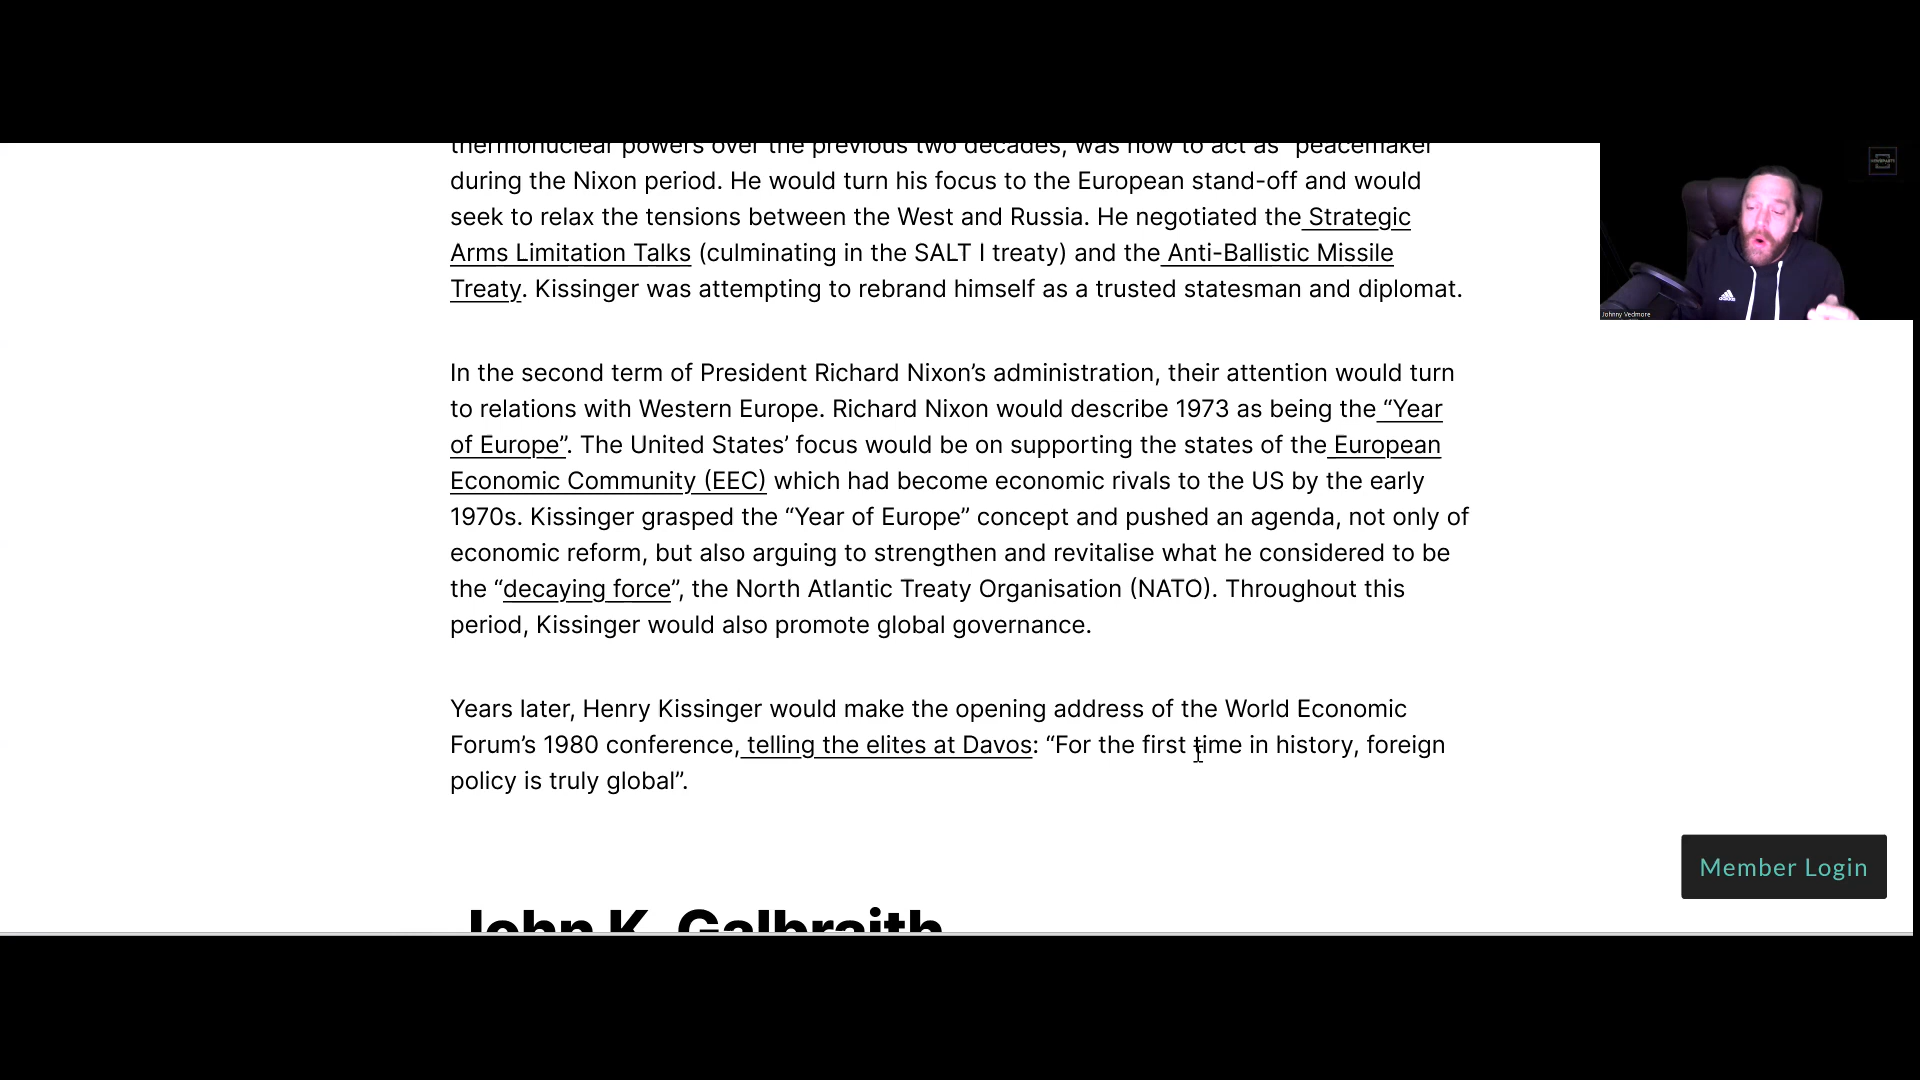 thermonuclear powers over the previous two decades, was now to act as “peacemaker”
during the Nixon period. He would turn his focus to the European stand-off and would
seek to relax the tensions between the West and Russia. He negotiated the Strategic
Arms Limitation Talks (culminating in the SALT I treaty) and the Anti-Ballistic Missile
Treaty. Kissinger was attempting to rebrand himself as a trusted statesman and diplomat.
In the second term of President Richard Nixon’s administration, their attention would turn
to relations with Western Europe. Richard Nixon would describe 1973 as being the “Year
of Europe”. The United States’ focus would be on supporting the states of the European
Economic Community (EEC) which had become economic rivals to the US by the early
1970s. Kissinger grasped the “Year of Europe” concept and pushed an agenda, not only of
economic reform, but also arguing to strengthen and revitalise what he considered to be
the “decaying force”, the North Atlantic Treaty Organisation (NATO). Throughout this
period, Kissinger would also promote global governance.
Years later, Henry Kissinger would make the opening address of the World Economic
Forum’s 1980 conference, telling the elites at Davos: “For the first time in history, foreign
policy is truly global”.
John K. Galbraith
Member Login
Johnny Vedmore